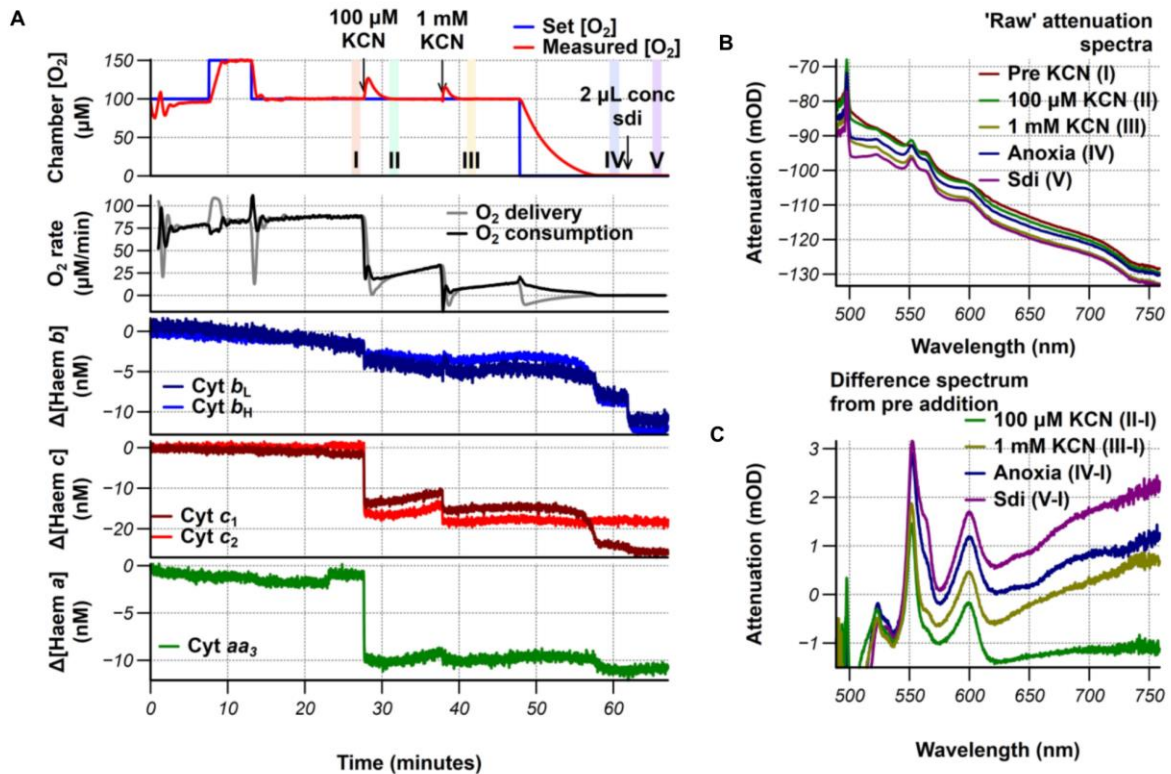 A
100 µM
KCN
1 mM
KCN
Set [O2]
Measured [O2]
150
100
50
0
Chamber [O2]
(µM)
2 µL conc
sdi
I
II
III
IV
V
100
75
50
25
0
O2 rate
(µM/min)
O2 delivery
O2 consumption
0
−5
−10
Δ[Haem b]
(nM)
Cyt bL
Cyt bH
0
−10
−20
Δ[Haem c]
(nM)
Cyt c1
Cyt c2
0
−5
−10
Δ[Haem a]
(nM)
Cyt aa3
0 10 20 30 40 50 60
Time (minutes)
B
'Raw' attenuation
spectra
Pre KCN (I)
100 µM KCN (II)
1 mM KCN (III)
Anoxia (IV)
Sdi (V)
−70
−80
−90
−100
−110
−120
−130
Attenuation (mOD)
500 550 600 650 700 750
Wavelength (nm)
C
Difference spectrum
from pre addition
100 µM KCN (II-I)
1 mM KCN (III-I)
Anoxia (IV-I)
Sdi (V-I)
3
2
1
0
−1
Attenuation (mOD)
500 550 600 650 700 750
Wavelength (nm)